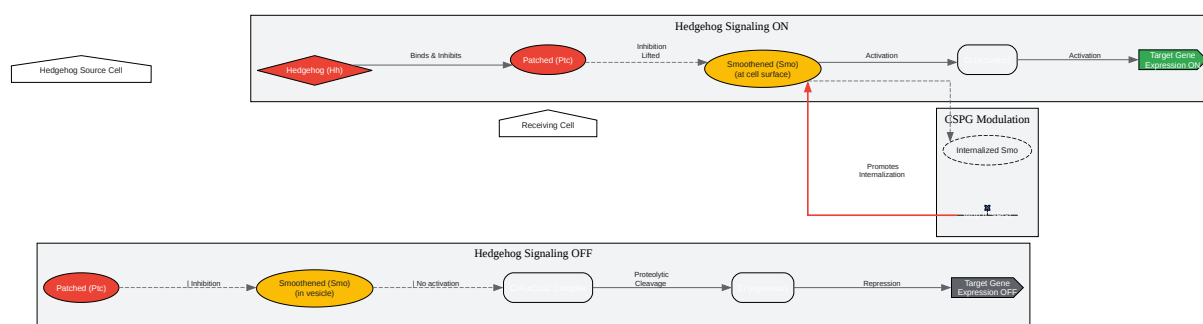 Hedgehog Signaling ON
Hedgehog Source Cell
Hedgehog (Hh)
Binds & Inhibits
Patched (Ptc)
Inhibition
Lifted
Smoothened (Smo)
(at cell surface)
Activation
Activation
Target Gene
Expression ON
Receiving Cell
CSPG Modulation
Internalized Smo
Promotes
Internalization
Hedgehog Signaling OFF
Patched (Ptc)
| Inhibition
Smoothened (Smo)
(in vesicle)
| No activation
Proteolytic
Cleavage
Repression
Target Gene
Expression OFF